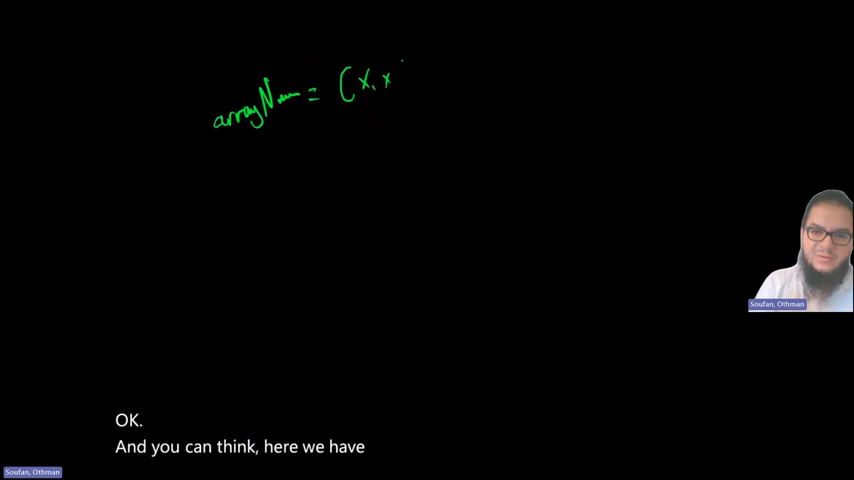 arrayNum = (x, x
Soufan, Othman
OK.
And you can think, here we have
Soufan, Othman